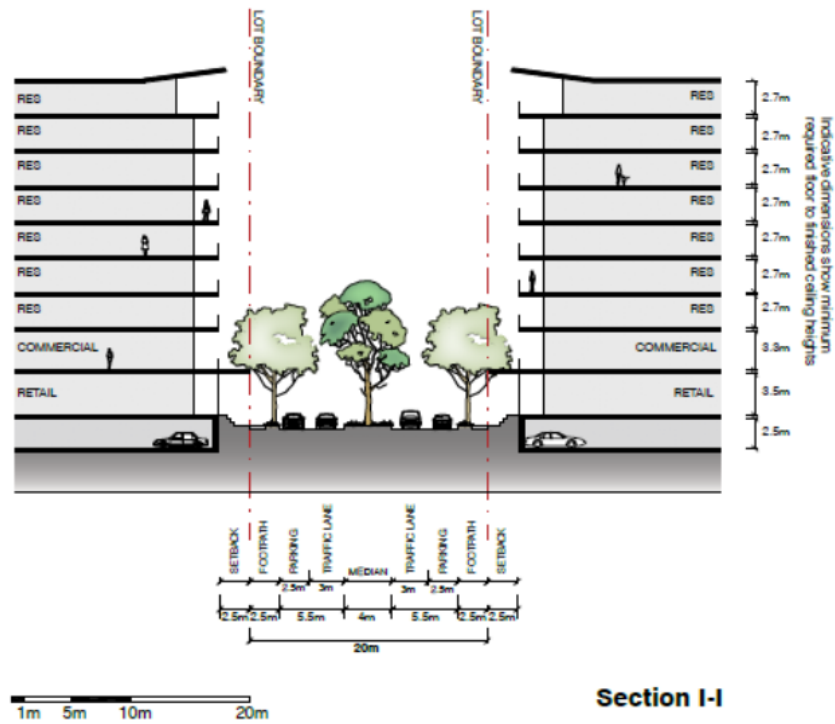 LOT BOUNDARY
LOT BOUNDARY
RES
RES
2.7m
RES
RES
2.7m
RES
RES
2.7m
RES
RES
2.7m
RES
RES
2.7m
RES
RES
2.7m
RES
RES
2.7m
COMMERCIAL
COMMERCIAL
3.3m
RETAIL
RETAIL
3.5m
2.5m
Indicative dimensions show minimum
required floor to finished ceiling heights
SETBACK
FOOTPATH
PARKING
TRAFFIC LANE
MEDIAN
TRAFFIC LANE
PARKING
FOOTPATH
SETBACK
2.5m 3m 3m 2.5m
2.5m 2.5m 5.5m 4m 5.5m 2.5m 2.5m
20m
1m 5m 10m 20m
Section I-I